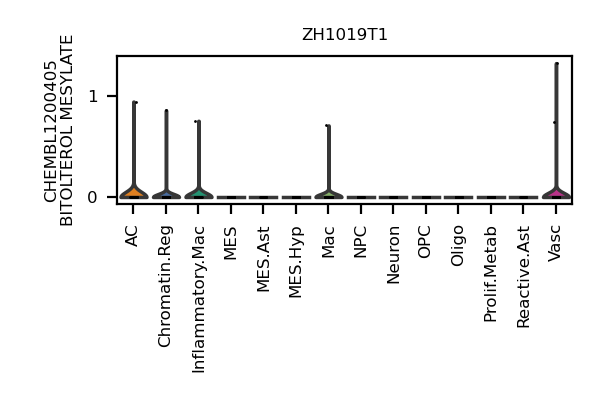 ZH1019T1
CHEMBL1200405
BITOLTEROL MESYLATE
1
0
AC
Chromatin.Reg
Inflammatory.Mac
MES
MES.Ast
MES.Hyp
Mac
NPC
Neuron
OPC
Oligo
Prolif.Metab
Reactive.Ast
Vasc